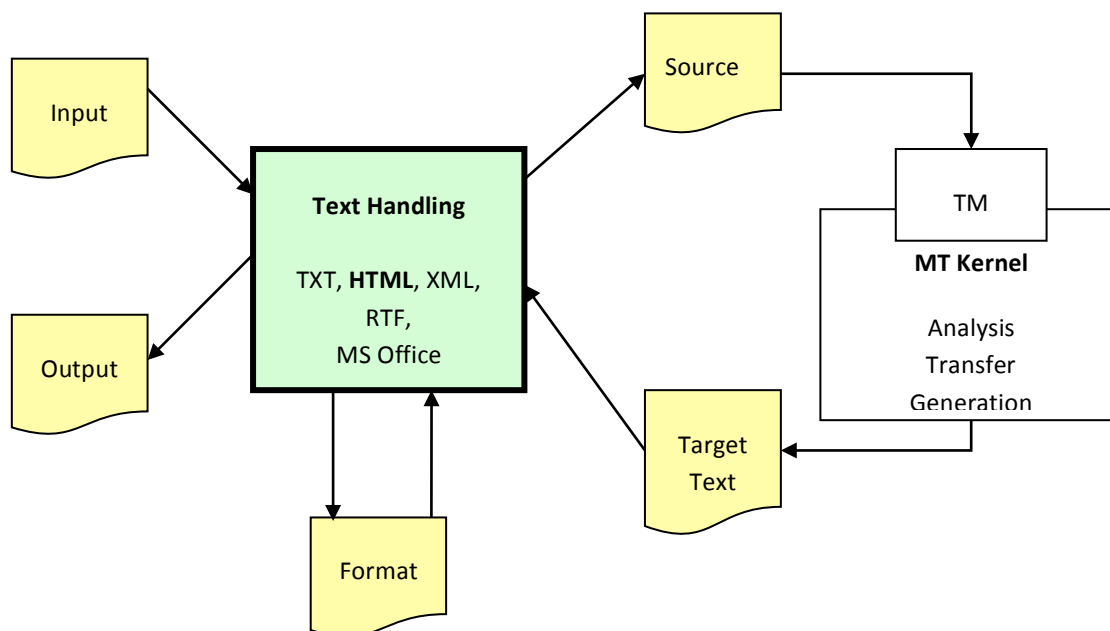 Input
Source
Text Handling
TXT, HTML, XML,
RTF,
MS Office
TM
MT Kernel
Analysis
Transfer
Generation
Output
Target
Text
Format